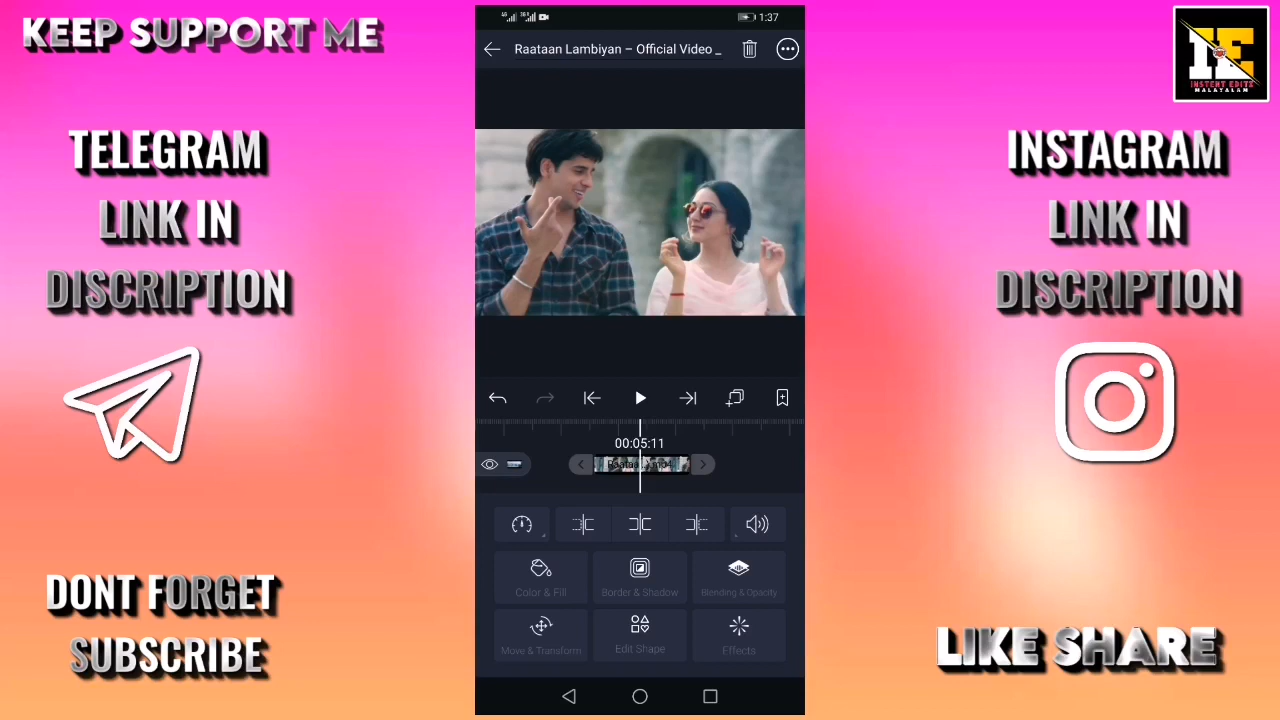 KEEP SUPPORT ME
TELEGRAM
LINK IN
DISCRIPTION
DONT FORGET
SUBSCRIBE
1:37
Raataan Lambiyan – Official Video _
00:05:11
Color & Fill
Border & Shadow
Blending & Opacity
Move & Transform
Edit Shape
Effects
IE
INSTENT EDITS
MALAYALAM
INSTAGRAM
LINK IN
DISCRIPTION
LIKE SHARE